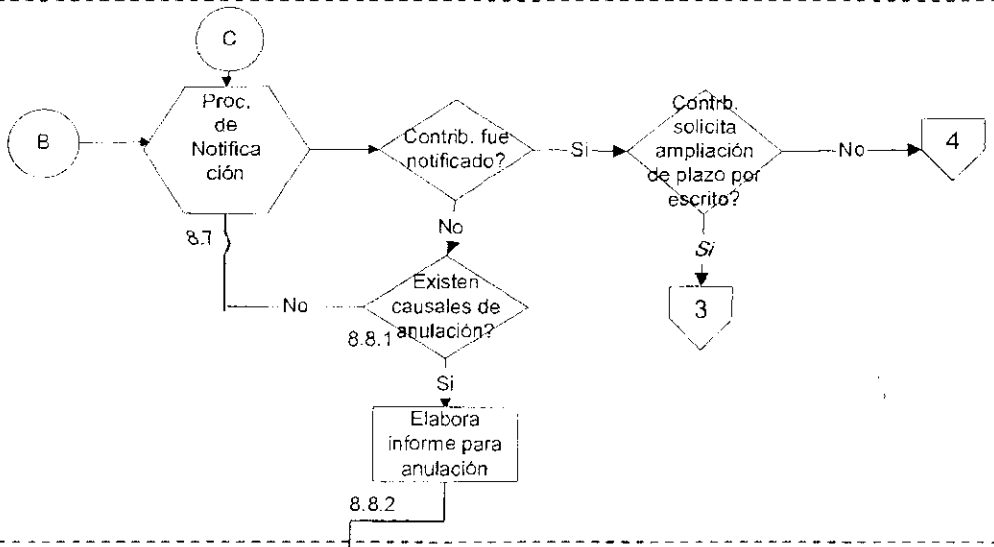 C
B
Proc.
de
Notifica
ción
8.7
Contrib. fue
notificado?
Si
Contrb.
solicita
ampliación
de plazo por
escrito?
No
4
Si
3
No
Existen
causales de
anulación?
8.8.1
No
Si
Elabora
informe para
anulación
8.8.2